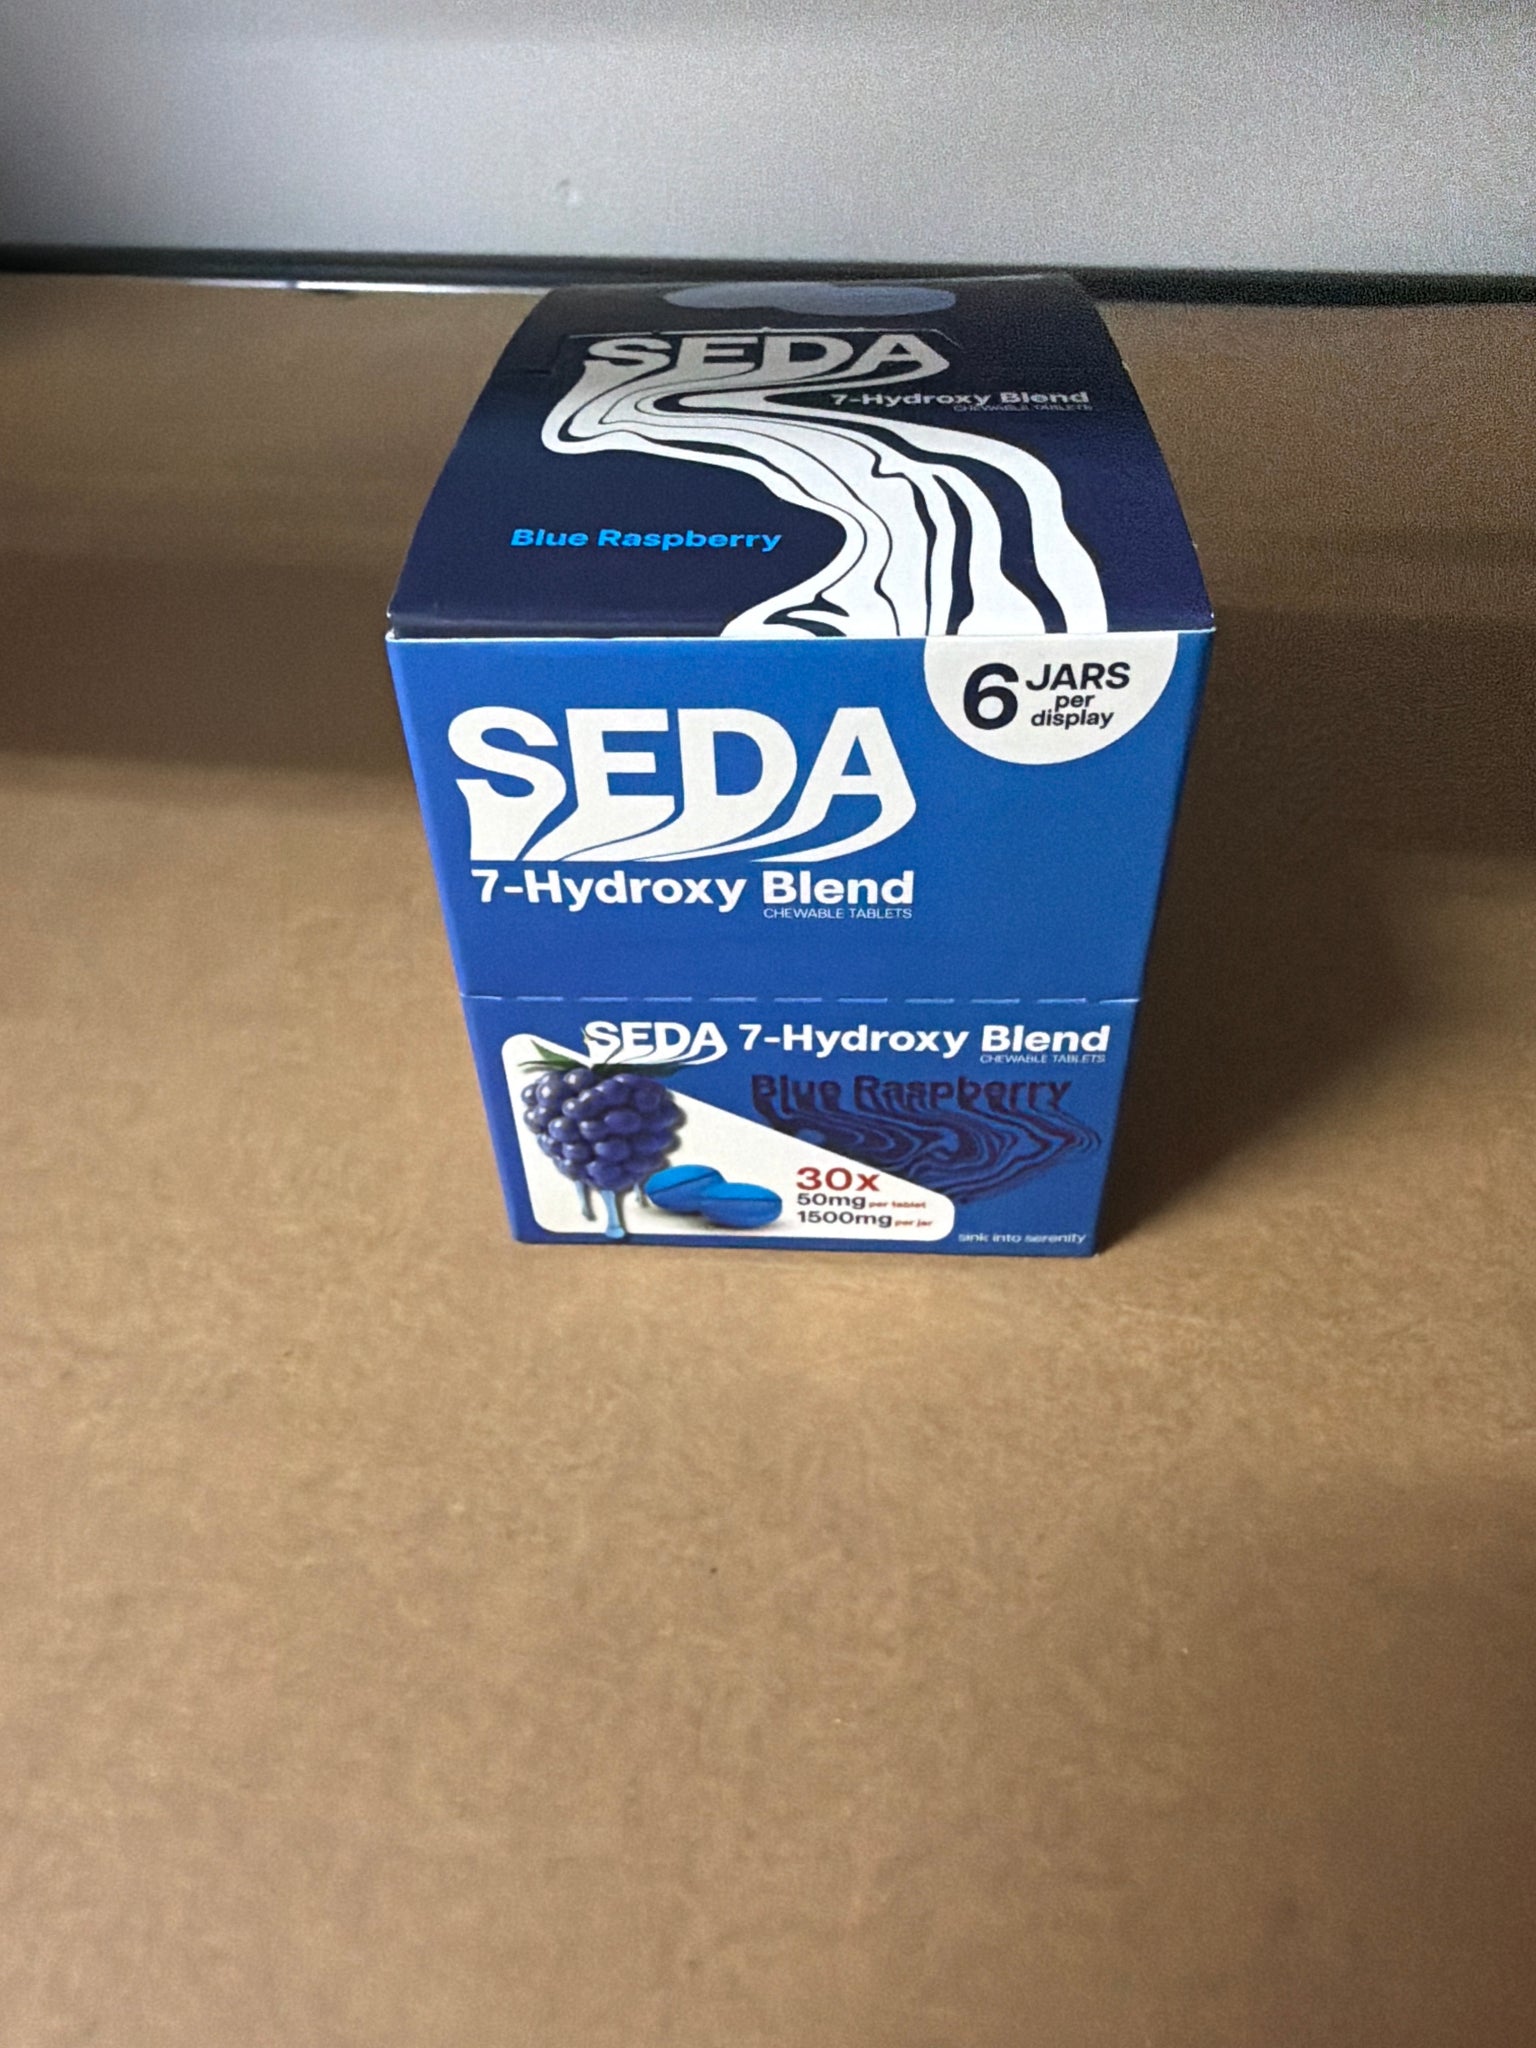 SEDA
7-Hydroxy Blend
CHEWABLE TABLETS
Blue Raspberry
6 JARS
per
display
SEDA
7-Hydroxy Blend
CHEWABLE TABLETS
SEDA 7-Hydroxy Blend
CHEWABLE TABLETS
Blue Raspberry
30x
50mg per tablet
1500mg per jar
sink into serenity